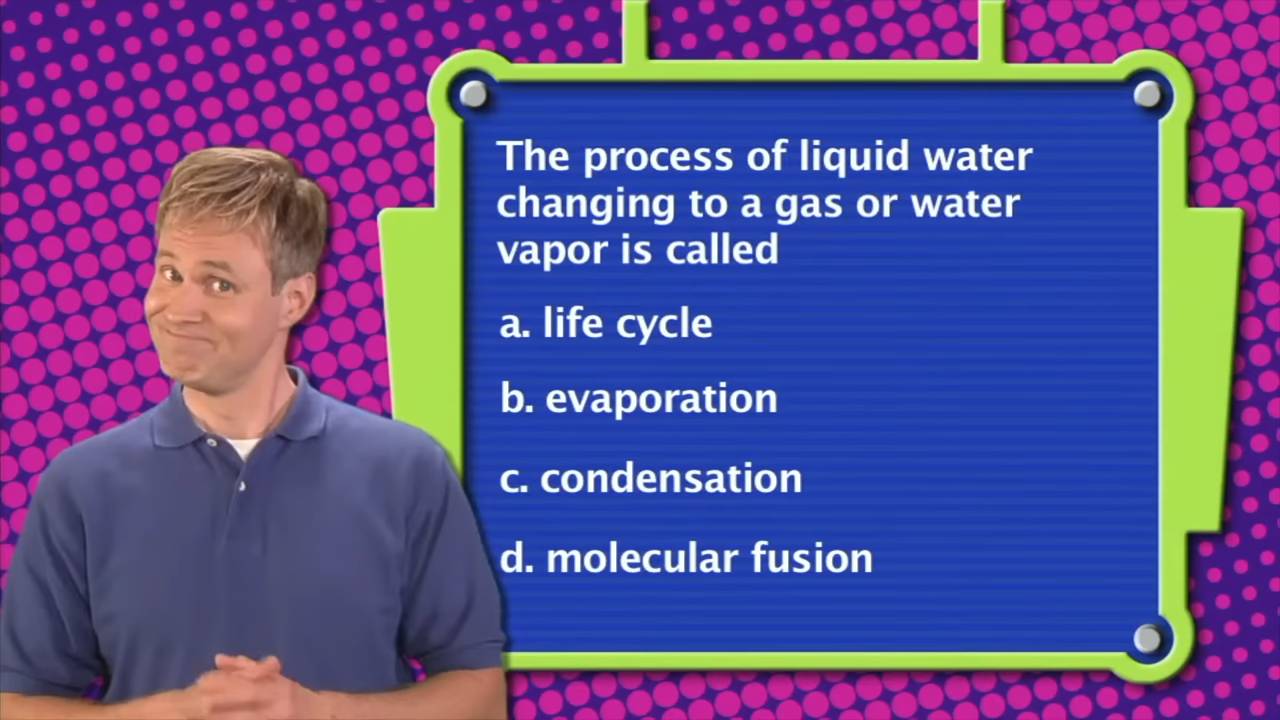 The process of liquid water
changing to a gas or water
vapor is called
a. life cycle
b. evaporation
c. condensation
d. molecular fusion